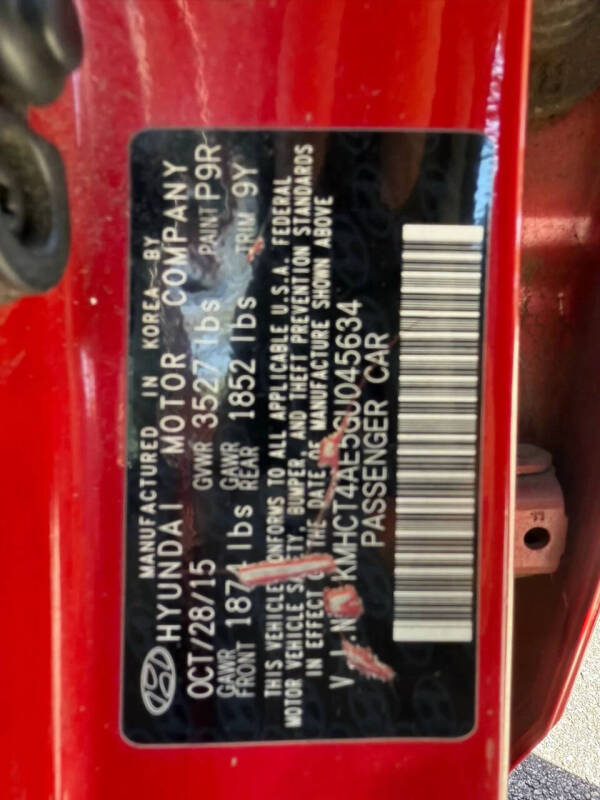 MANUFACTURED IN KOREA BY
HYUNDAI MOTOR COMPANY
OCT/28/15 GVWR 3527 lbs PAINT P9R
GAWR FRONT 1874 lbs GAWR REAR 1852 lbs TRIM 9Y
THIS VEHICLE CONFORMS TO ALL APPLICABLE U.S.A. FEDERAL
MOTOR VEHICLE SAFETY, BUMPER, AND THEFT PREVENTION STANDARDS
IN EFFECT ON THE DATE OF MANUFACTURE SHOWN ABOVE
V.I.N KMHCT4AE5GU045634
PASSENGER CAR